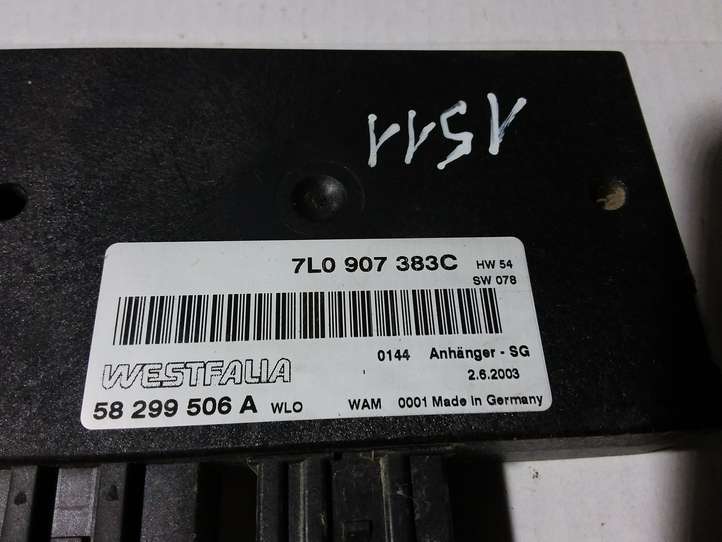 1511
7L0 907 383C HW 54
SW 078
0144 Anhänger - SG
WESTFALIA 2.6.2003
58 299 506 A WLO WAM 0001 Made in Germany